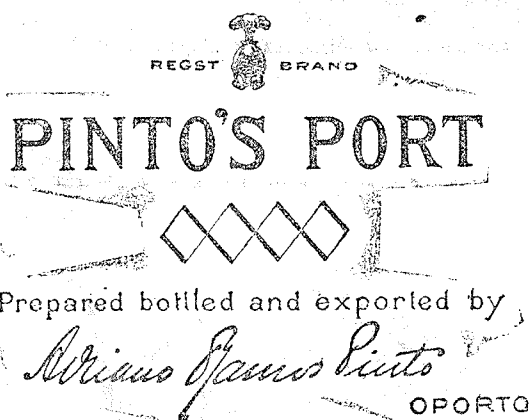 REGST BRAND
PINTO'S PORT
Prepared bottled and exported by
Adriano Ramos Pinto
OPORTO